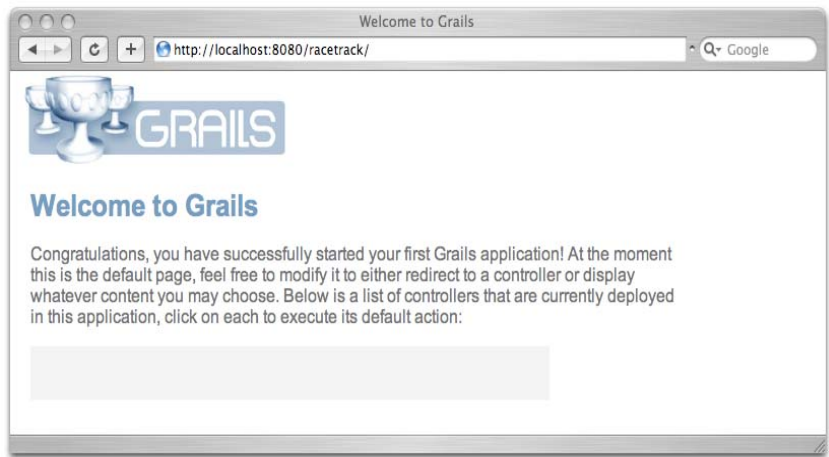 Welcome to Grails
http://localhost:8080/racetrack/
Google
GRAILS
Welcome to Grails
Congratulations, you have successfully started your first Grails application! At the moment
this is the default page, feel free to modify it to either redirect to a controller or display
whatever content you may choose. Below is a list of controllers that are currently deployed
in this application, click on each to execute its default action: